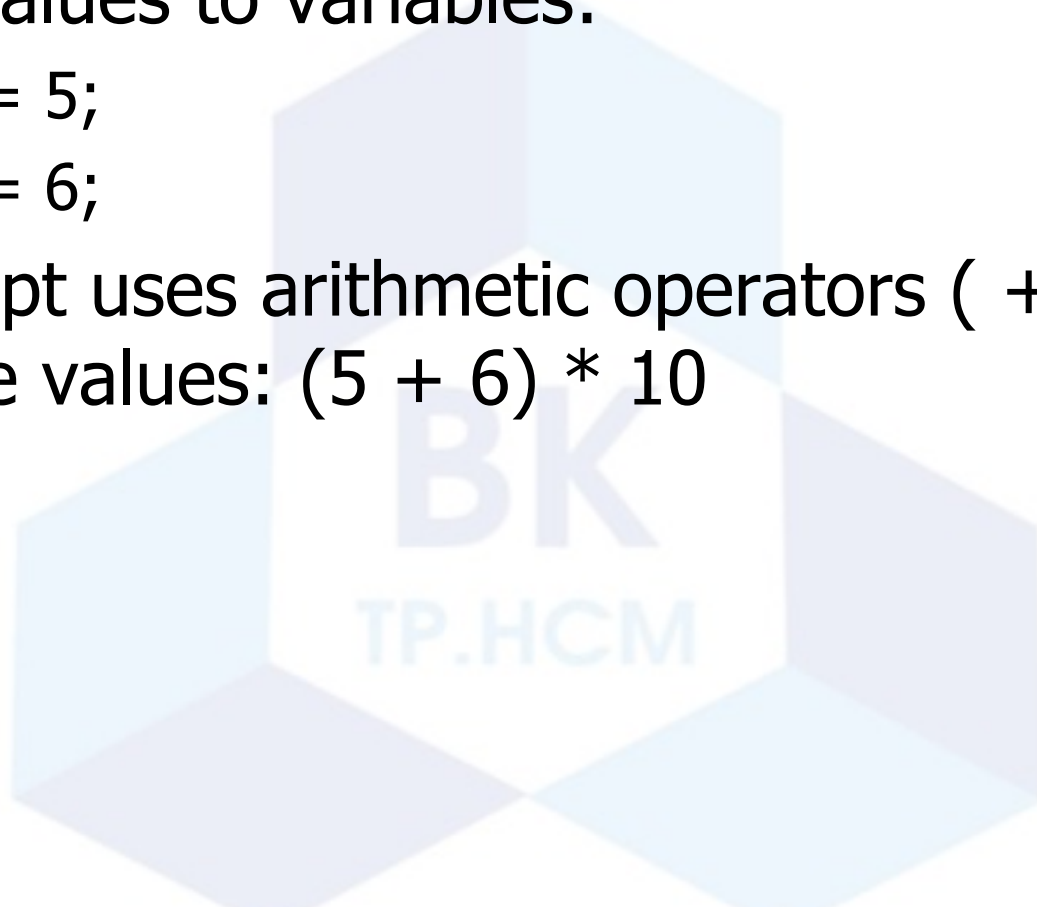 alues to variables:
= 5;
= 6;
pt uses arithmetic operators ( +
e values: (5 + 6) * 10
BK
TP.HCM